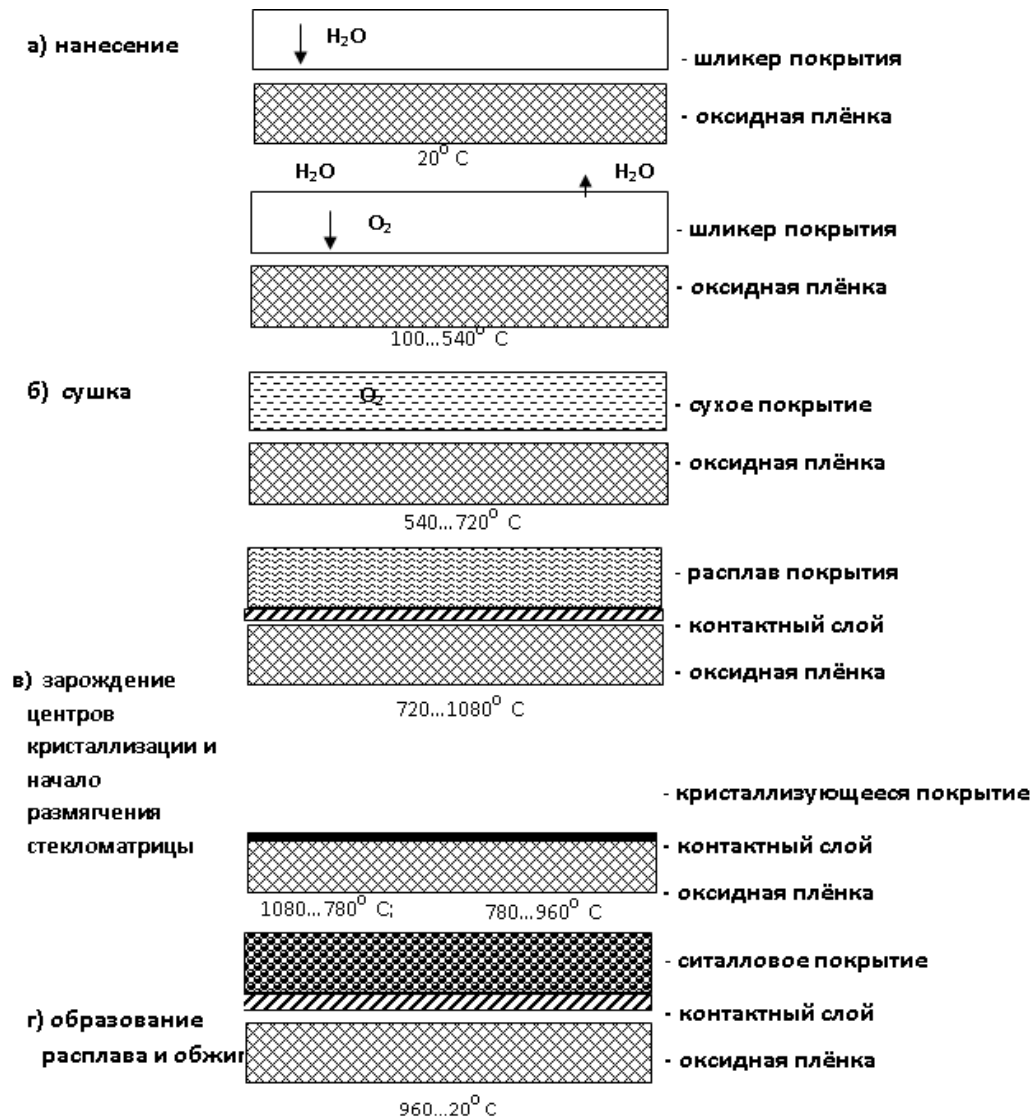 а) нанесение
H₂O
- шликер покрытия
- оксидная плёнка
20⁰ С
H₂O
H₂O
O₂
- шликер покрытия
- оксидная плёнка
100...540⁰ С
б) сушка
O₂
- сухое покрытие
- оксидная плёнка
540...720⁰ С
- расплав покрытия
- контактный слой
- оксидная плёнка
720...1080⁰ С
в) зарождение
центров
кристаллизации и
начало
размягчения
стекломатрицы
- кристаллизующееся покрытие
- контактный слой
- оксидная плёнка
1080...780⁰ С; 780...960⁰ С
- ситалловое покрытие
- контактный слой
г) образование
расплава и обжиг
- оксидная плёнка
960...20⁰ С